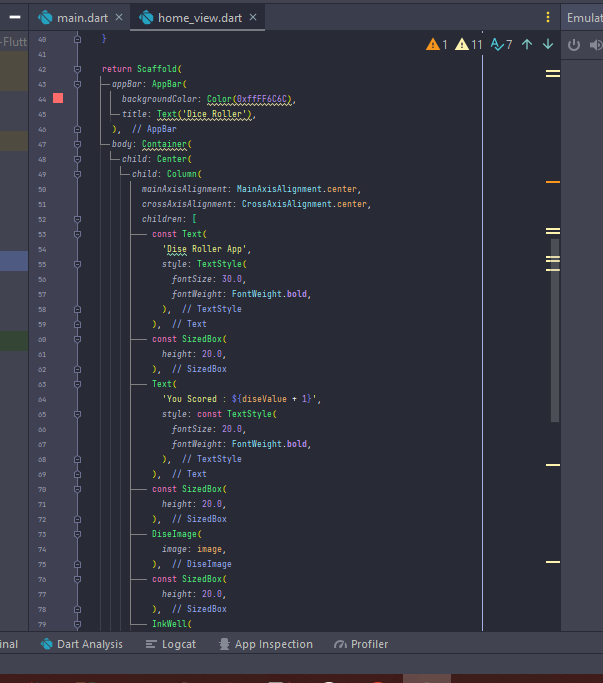 main.dart
home_view.dart
Emulat
-Flutt
1 11 7
40 }
41
42 return Scaffold(
43 appBar: AppBar(
44 backgroundColor: Color(0xffFF6C6C),
45 title: Text('Dice Roller'),
46 ), // AppBar
47 body: Container(
48 child: Center(
49 child: Column(
50 mainAxisAlignment: MainAxisAlignment.center,
51 crossAxisAlignment: CrossAxisAlignment.center,
52 children: [
53 const Text(
54 'Dise Roller App',
55 style: TextStyle(
56 fontSize: 30.0,
57 fontWeight: FontWeight.bold,
58 ), // TextStyle
59 ), // Text
60 const SizedBox(
61 height: 20.0,
62 ), // SizedBox
63 Text(
64 'You Scored : ${diseValue + 1}',
65 style: const TextStyle(
66 fontSize: 20.0,
67 fontWeight: FontWeight.bold,
68 ), // TextStyle
69 ), // Text
70 const SizedBox(
71 height: 20.0,
72 ), // SizedBox
73 DiseImage(
74 image: image,
75 ), // DiseImage
76 const SizedBox(
77 height: 20.0,
78 ), // SizedBox
79 InkWell(
inal Dart Analysis Logcat App Inspection Profiler